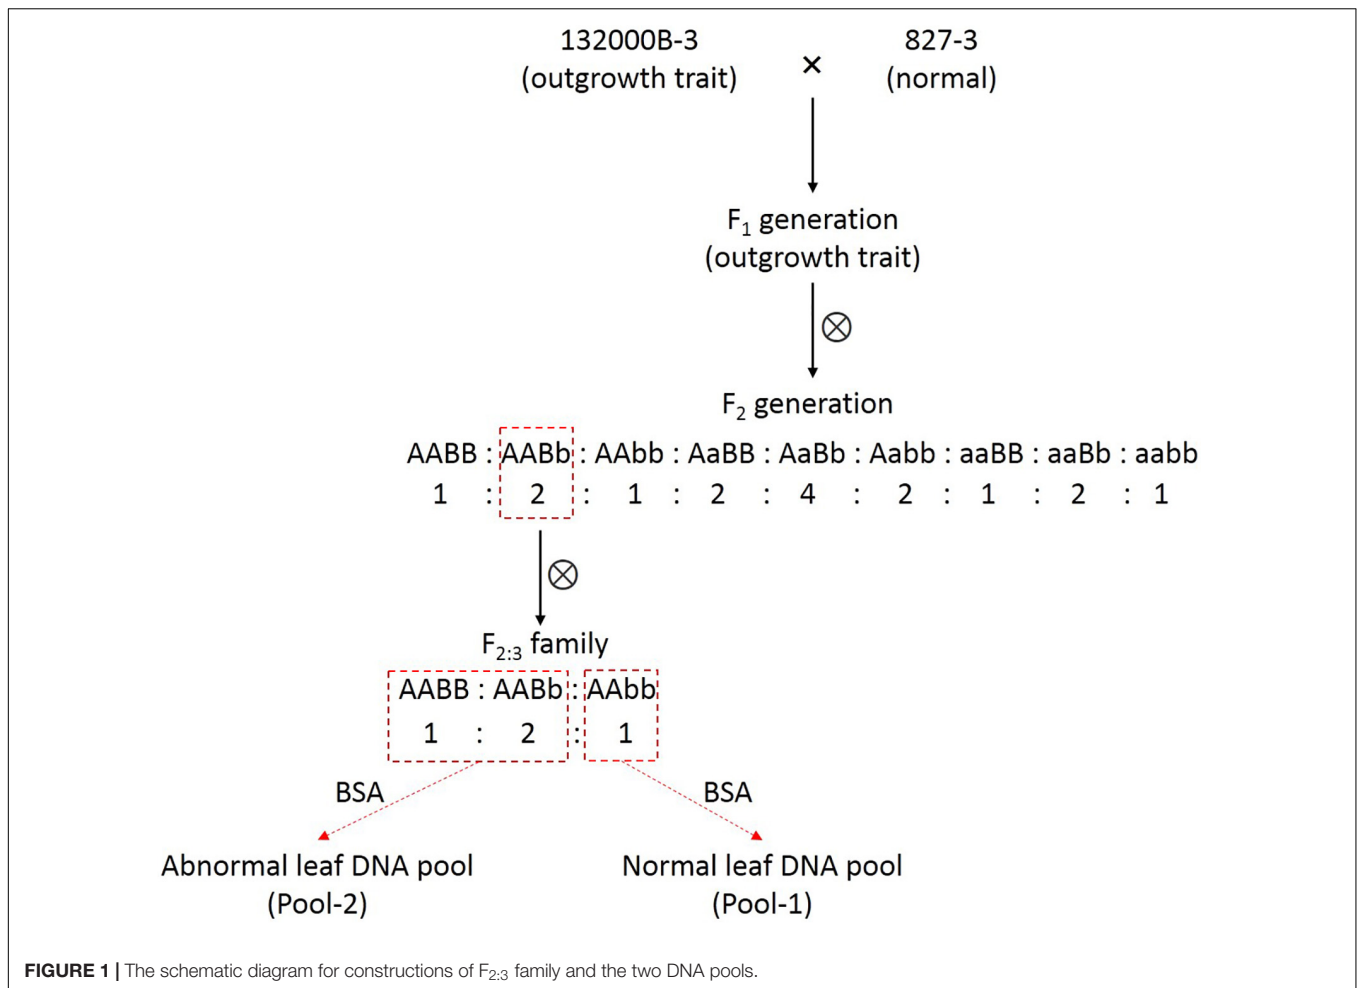 132000B-3 827-3
(outgrowth trait) × (normal)
F₁ generation
(outgrowth trait)
F₂ generation
AABB : AABb : AAbb : AaBB : AaBb : Aabb : aaBB : aaBb : aabb
1 : 2 : 1 : 2 : 4 : 2 : 1 : 2 : 1
F₂:₃ family
AABB : AABb : AAbb
1 : 2 : 1
BSA BSA
Abnormal leaf DNA pool Normal leaf DNA pool
(Pool-2) (Pool-1)
FIGURE 1 | The schematic diagram for constructions of F₂:₃ family and the two DNA pools.